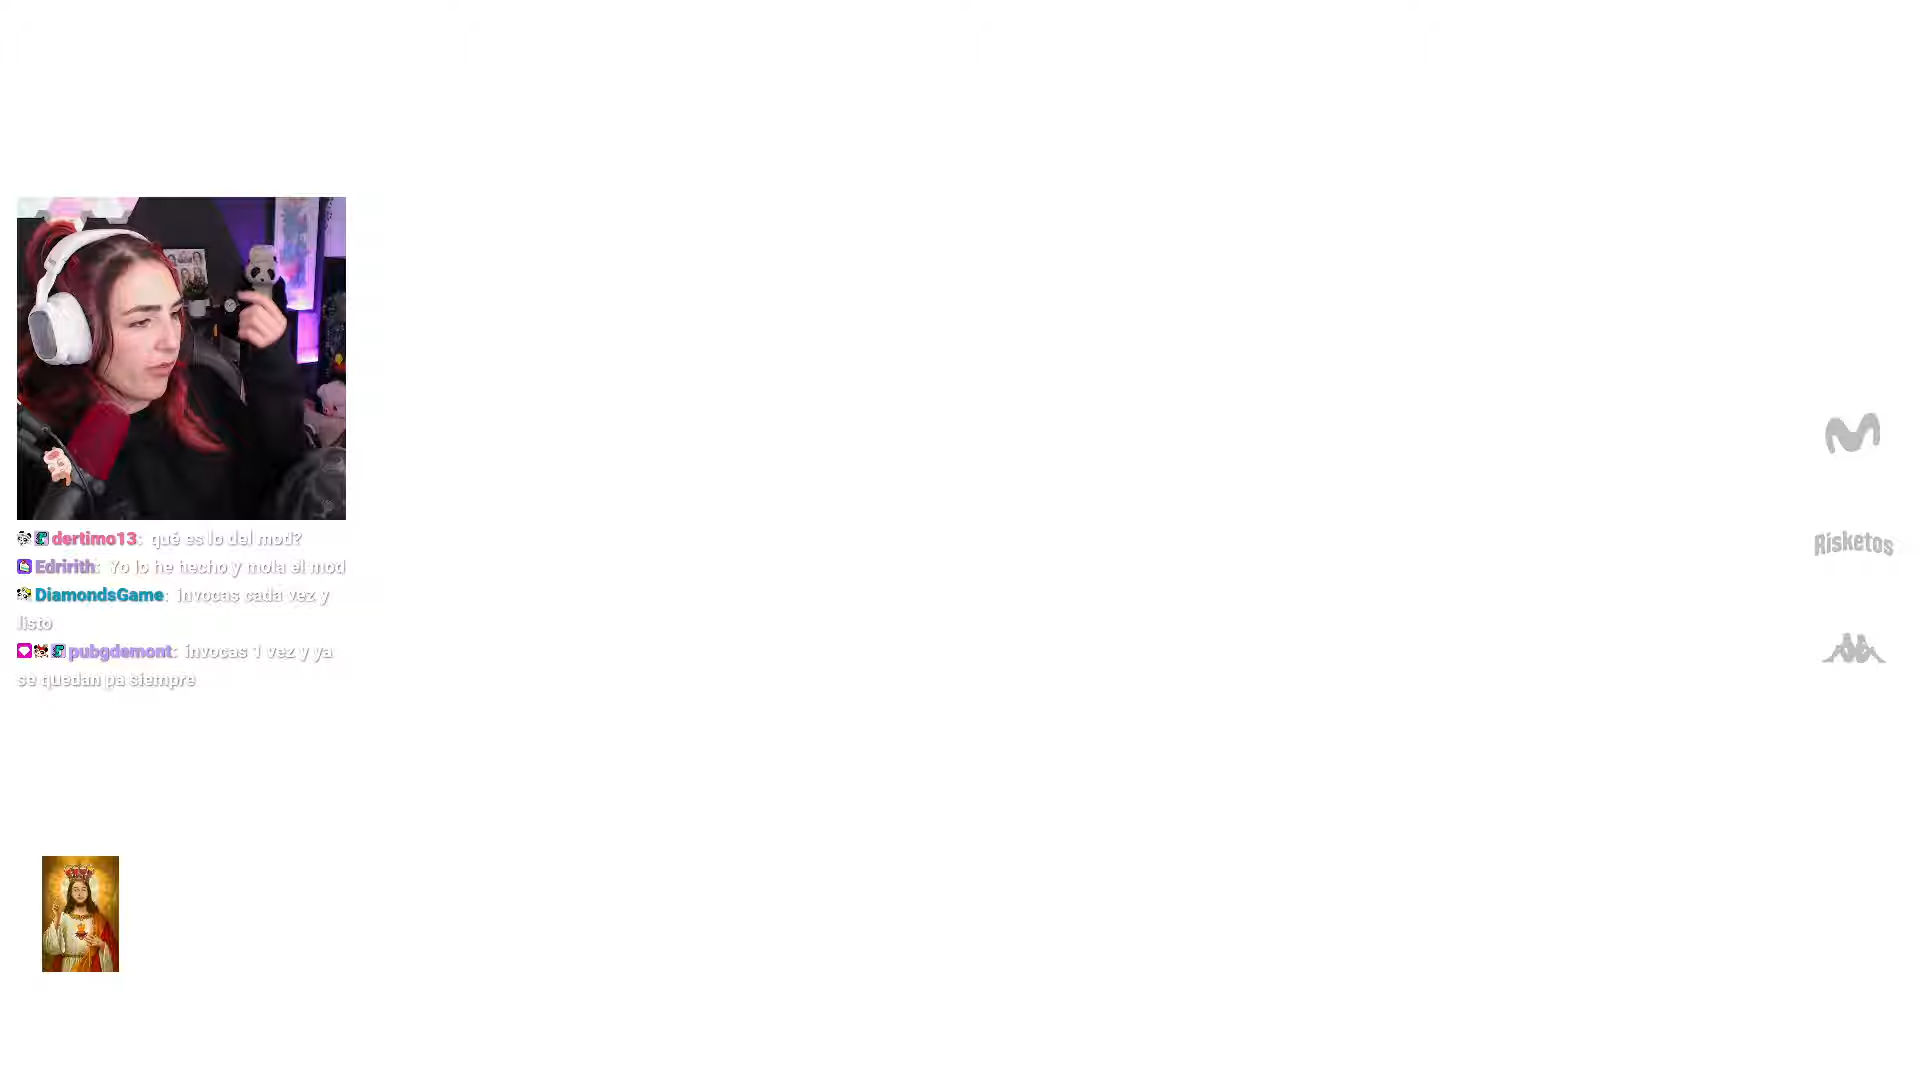 dertimo13: qué es lo del mod?
Edririth: Yo lo he hecho y mola el mod
DiamondsGame: invocas cada vez y
listo
pubgdemont: invocas 1 vez y ya
se quedan pa siempre
Risketos